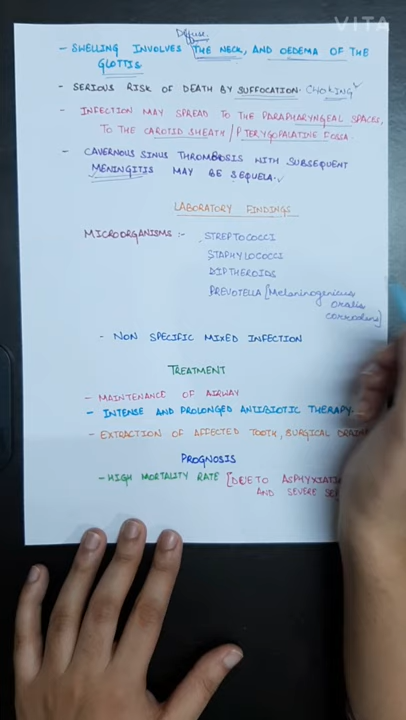 VITA
Diffuse
- SWELLING INVOLVES THE NECK, AND OEDEMA OF THE
GLOTTIS
- SERIOUS RISK OF DEATH BY SUFFOCATION. CHOKING
- INFECTION MAY SPREAD TO THE PARAPHARYNGEAL SPACES,
TO THE CAROTID SHEATH / PTERYGOPALATINE FOSSA.
- CAVERNOUS SINUS THROMBOSIS WITH SUBSEQUENT
MENINGITIS MAY BE SEQUELA.
LABORATORY FINDINGS
MICROORGANISMS :- STREPTOCOCCI
STAPHYLOCOCCI
DIPTHEROIDS
PREVOTELLA [Melaninogenicus
oralis
corrodens]
- NON SPECIFIC MIXED INFECTION
TREATMENT
- MAINTENANCE OF AIRWAY
- INTENSE AND PROLONGED ANTIBIOTIC THERAPY.
- EXTRACTION OF AFFECTED TOOTH, SURGICAL
PROGNOSIS
- HIGH MORTALITY RATE [DUE TO
AND SEVERE